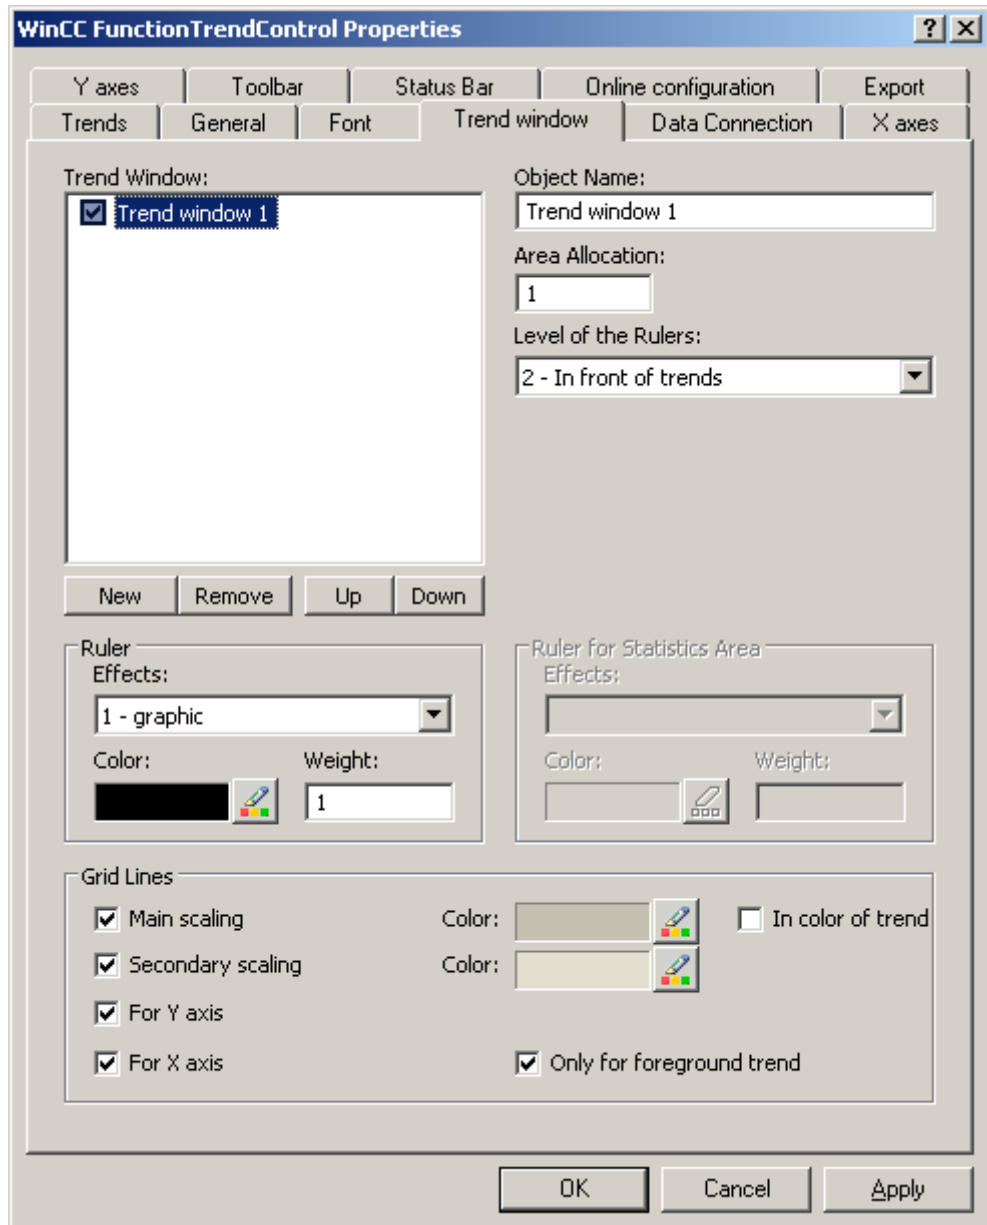 WinCC FunctionTrendControl Properties
Y axes Toolbar Status Bar Online configuration Export
Trends General Font Trend window Data Connection X axes
Trend Window:
Trend window 1
Object Name:
Trend window 1
Area Allocation:
1
Level of the Rulers:
2 - In front of trends
New Remove Up Down
Ruler
Effects:
1 - graphic
Color: Weight:
1
Ruler for Statistics Area
Effects:
Color: Weight:
Grid Lines
Main scaling Color: In color of trend
Secondary scaling Color:
For Y axis
For X axis Only for foreground trend
OK Cancel Apply